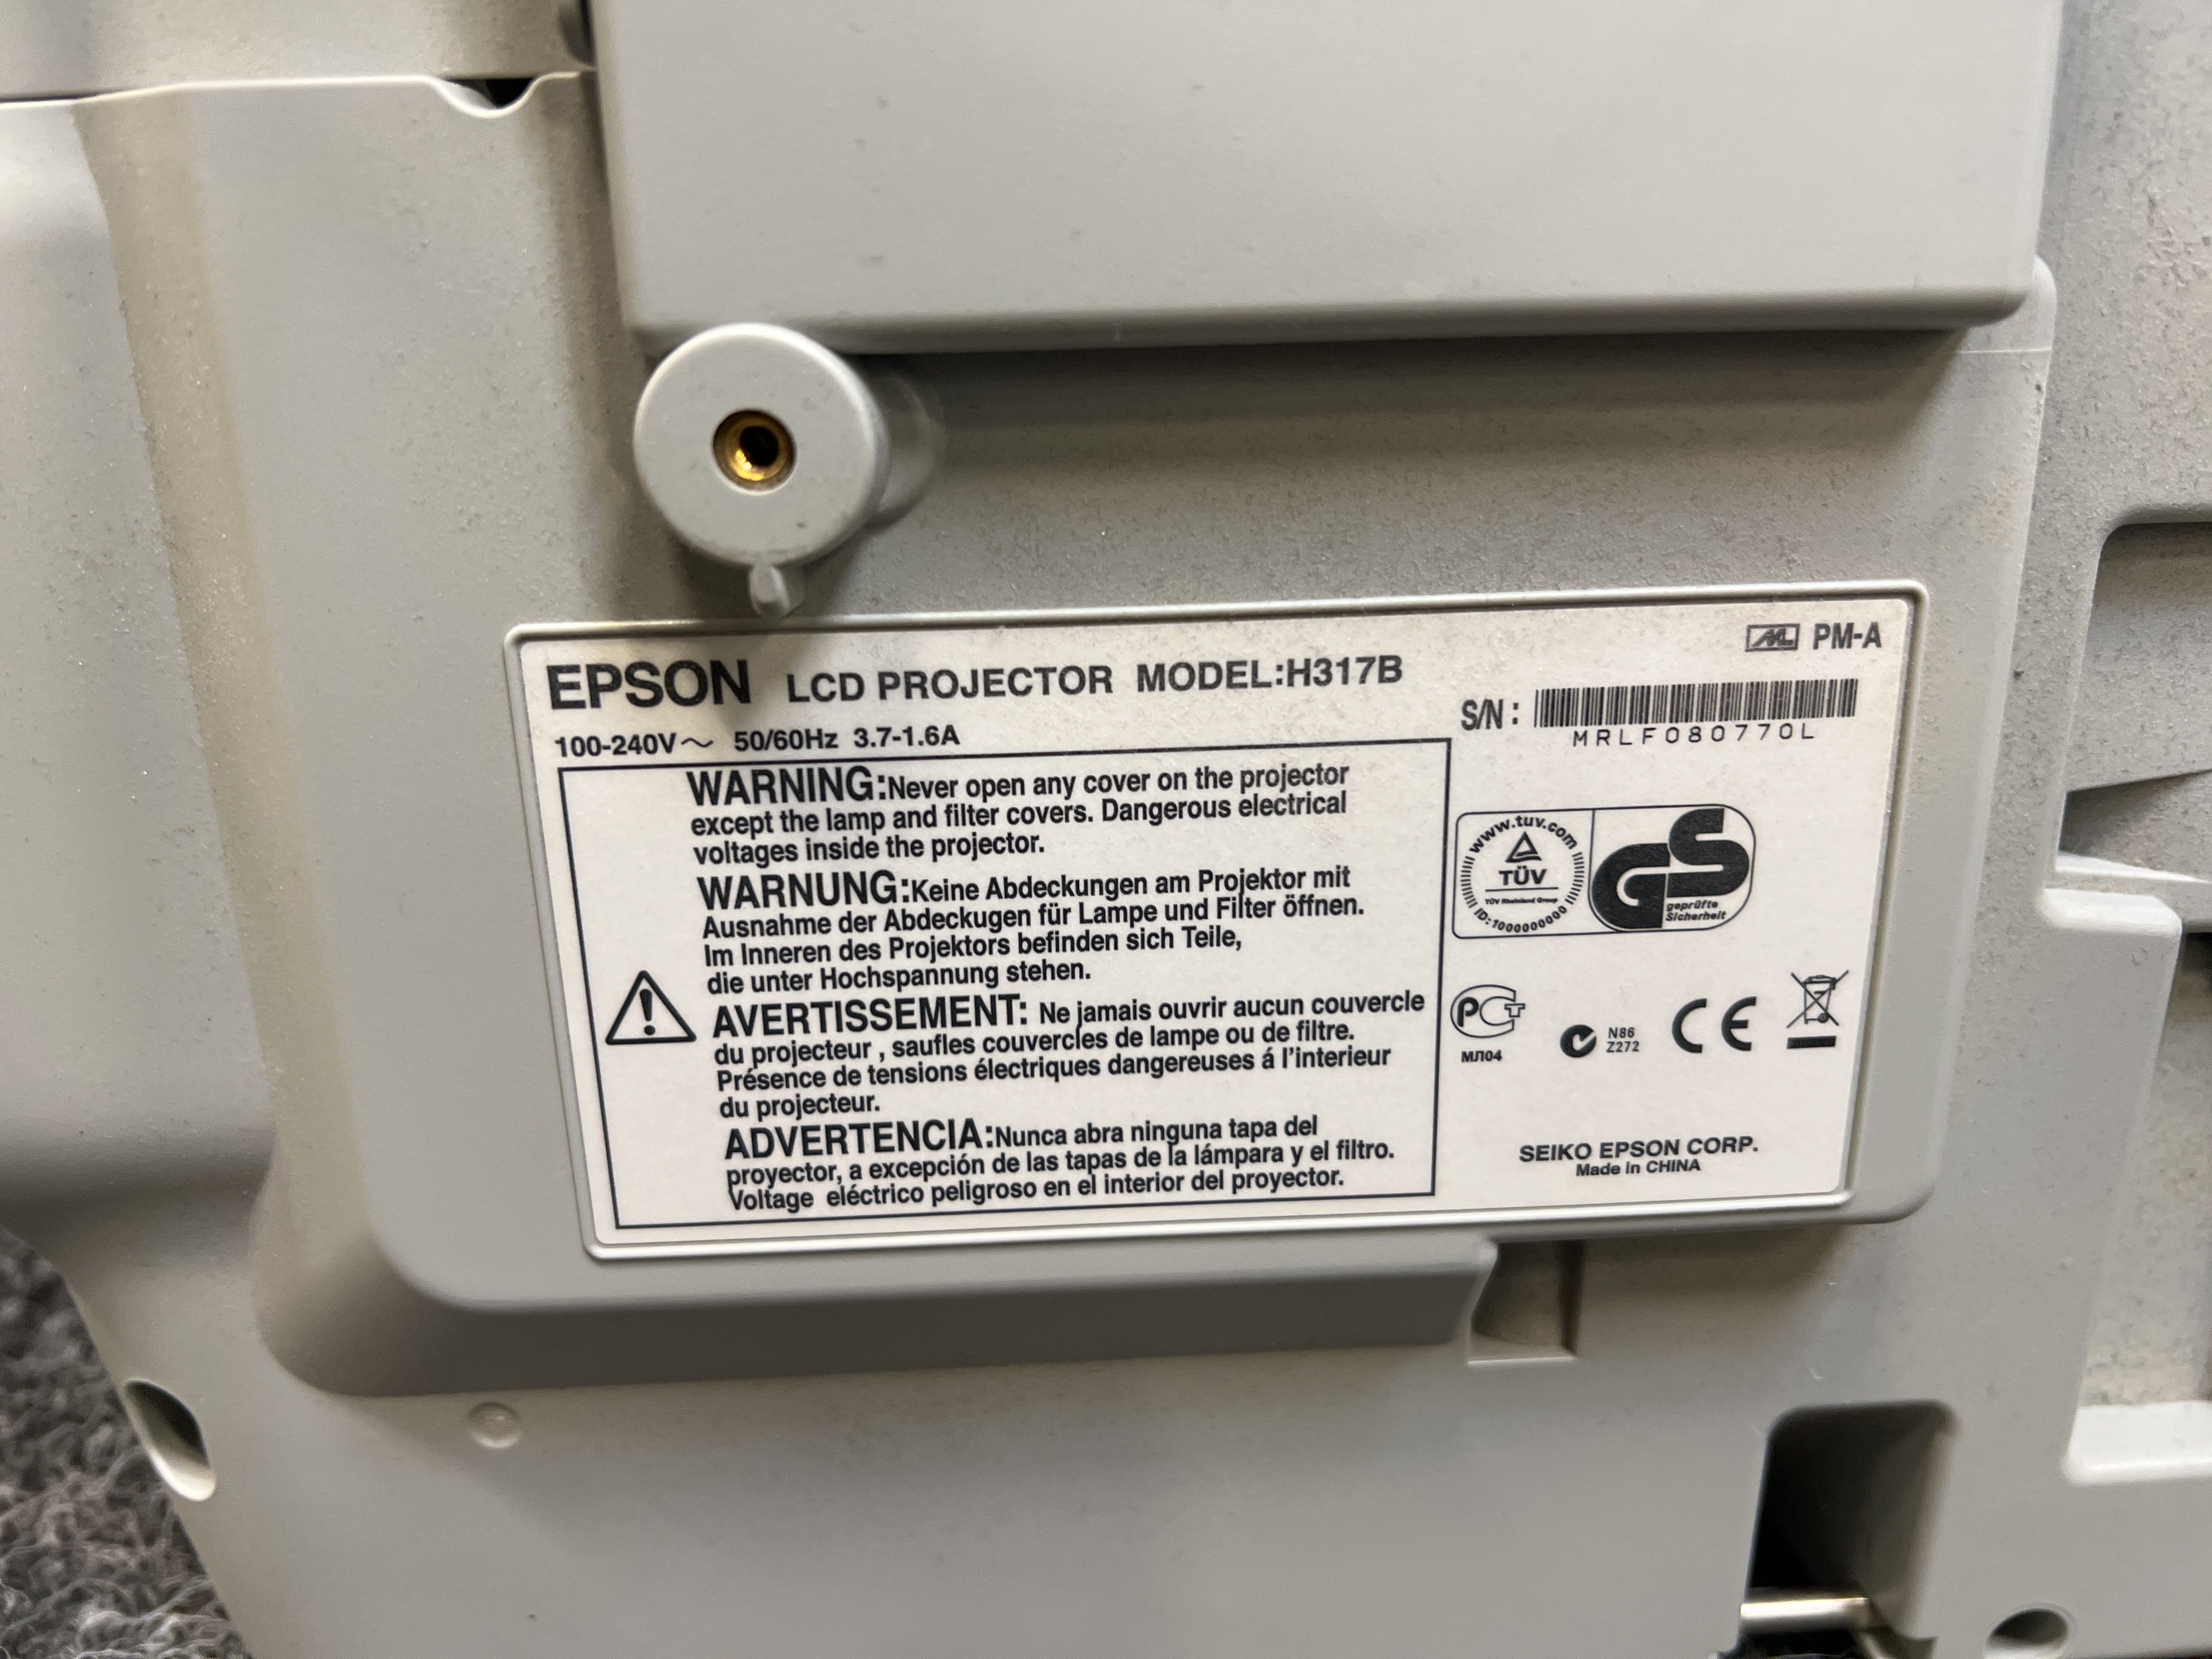 EPSON LCD PROJECTOR MODEL:H317B
PM-A
100-240V～ 50/60Hz 3.7-1.6A
S/N:
MRLF080770L
WARNING:Never open any cover on the projector
except the lamp and filter covers. Dangerous electrical
voltages inside the projector.
WARNUNG:Keine Abdeckungen am Projektor mit
Ausnahme der Abdeckugen für Lampe und Filter öffnen.
Im Inneren des Projektors befinden sich Teile,
die unter Hochspannung stehen.
AVERTISSEMENT: Ne jamais ouvrir aucun couvercle
du projecteur , saufles couvercles de lampe ou de filtre.
Présence de tensions électriques dangereuses á l'interieur
du projecteur.
ADVERTENCIA:Nunca abra ninguna tapa del
proyector, a excepción de las tapas de la lámpara y el filtro.
Voltage eléctrico peligroso en el interior del proyector.
www.tuv.com
TÜV
TÜV Rheinland Group
ID:1000000000
GS
geprüfte
Sicherheit
РСТ
МЛ04
N86
Z272
CE
SEIKO EPSON CORP.
Made in CHINA